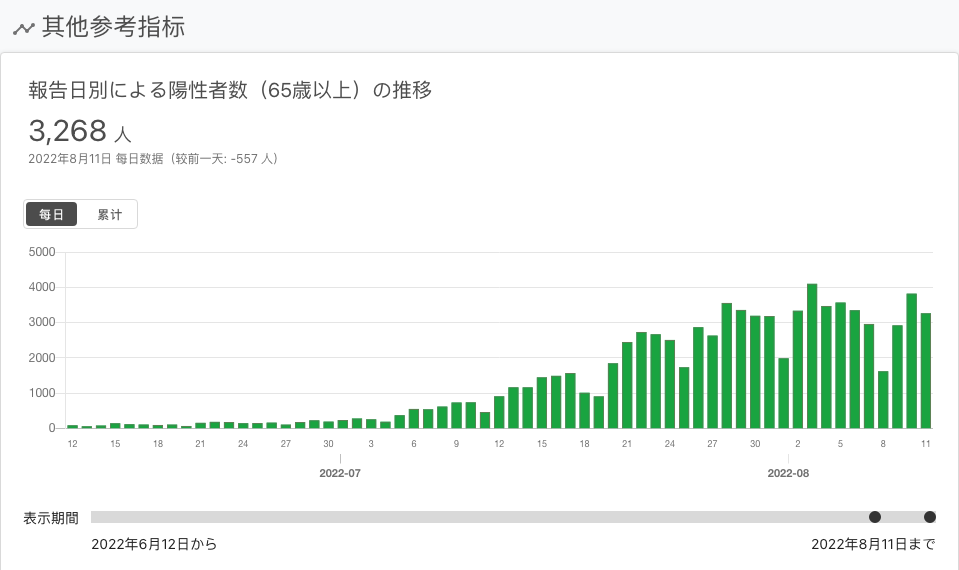 其他参考指标
報告日別による陽性者数（65歳以上）の推移
3,268 人
2022年8月11日 每日数据（较前一天: -557 人）
每日 累计
5000
4000
3000
2000
1000
0
12 15 18 21 24 27 30 3 6 9 12 15 18 21 24 27 30 2 5 8 11
2022-07 2022-08
表示期間
2022年6月12日から 2022年8月11日まで